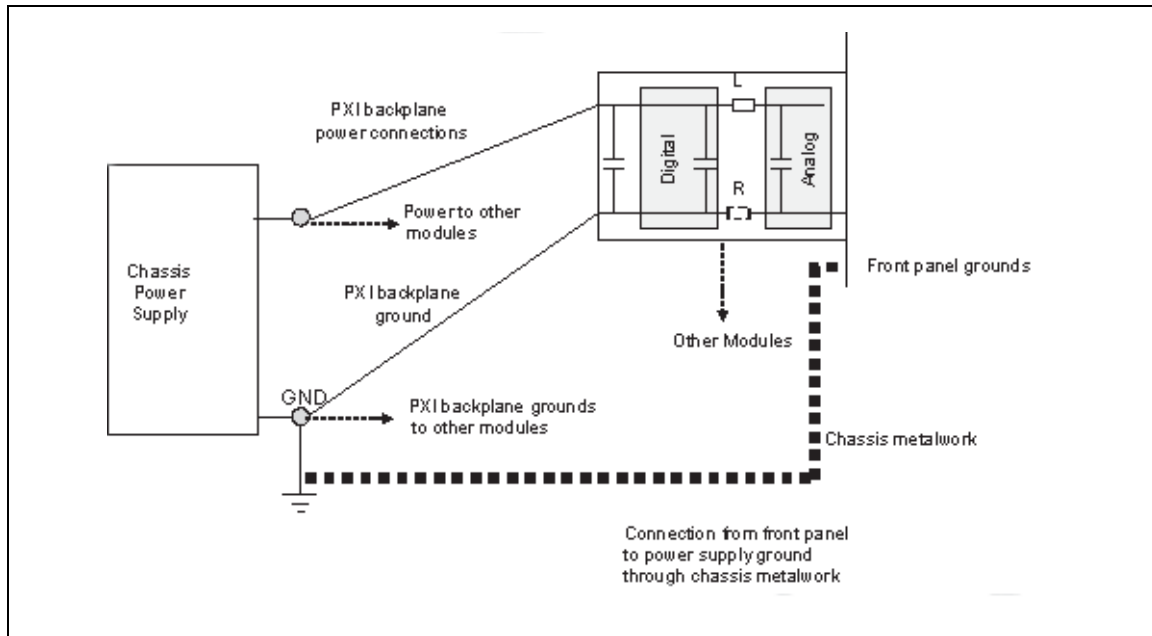 L
PXI backplane
power connections
Digital
Analog
R
Power to other
modules
Chassis
Power
Supply
Front panel grounds
PXI backplane
ground
Other Modules
GND
PXI backplane grounds
to other modules
Chassis metalwork
Connection from front panel
to power supply ground
through chassis metalwork